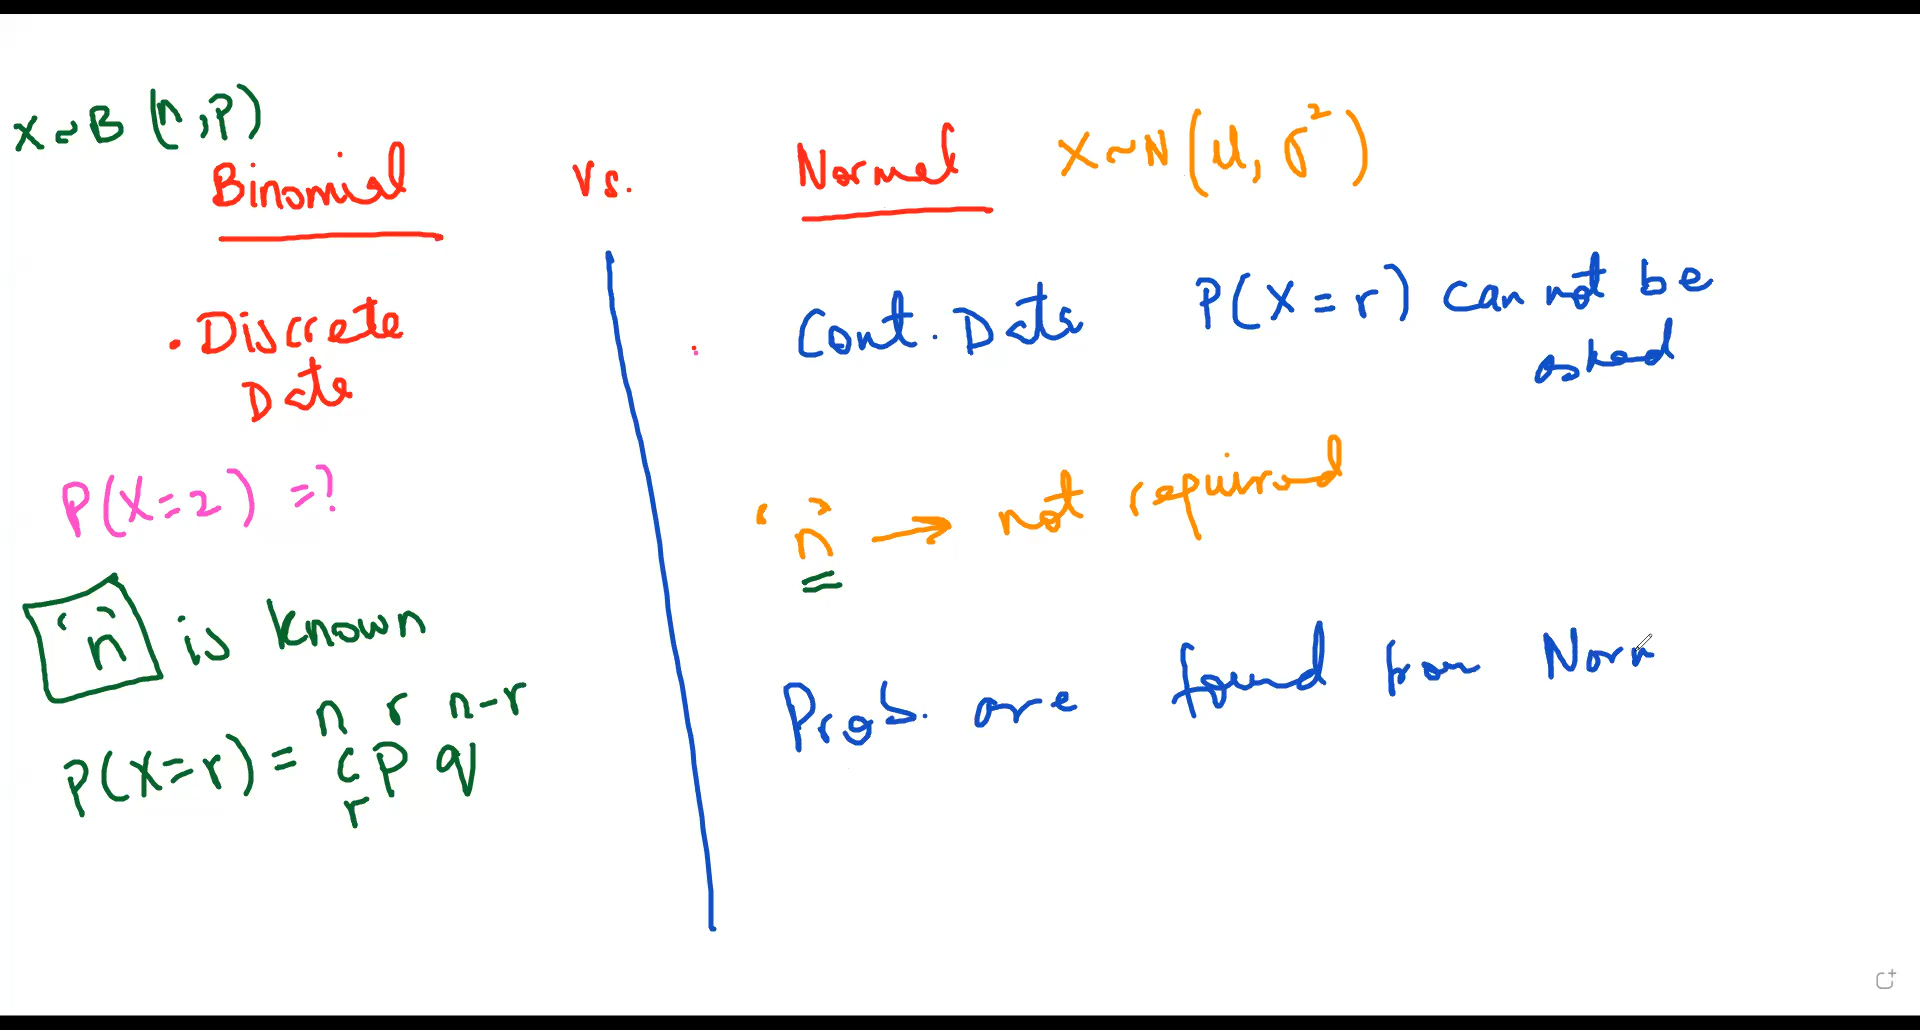 X ~ B (n, P)
Binomial
Vs.
Normal
X ~ N (μ, σ²)
• Discrete
Data
P(X = 2) = ?
'n' is known
P(X = r) = ⁿCᵣ Pʳ qⁿ⁻ʳ
Cont. Data
P(X = r) can not be
asked
'n' → not required
Prob. are found from Norm